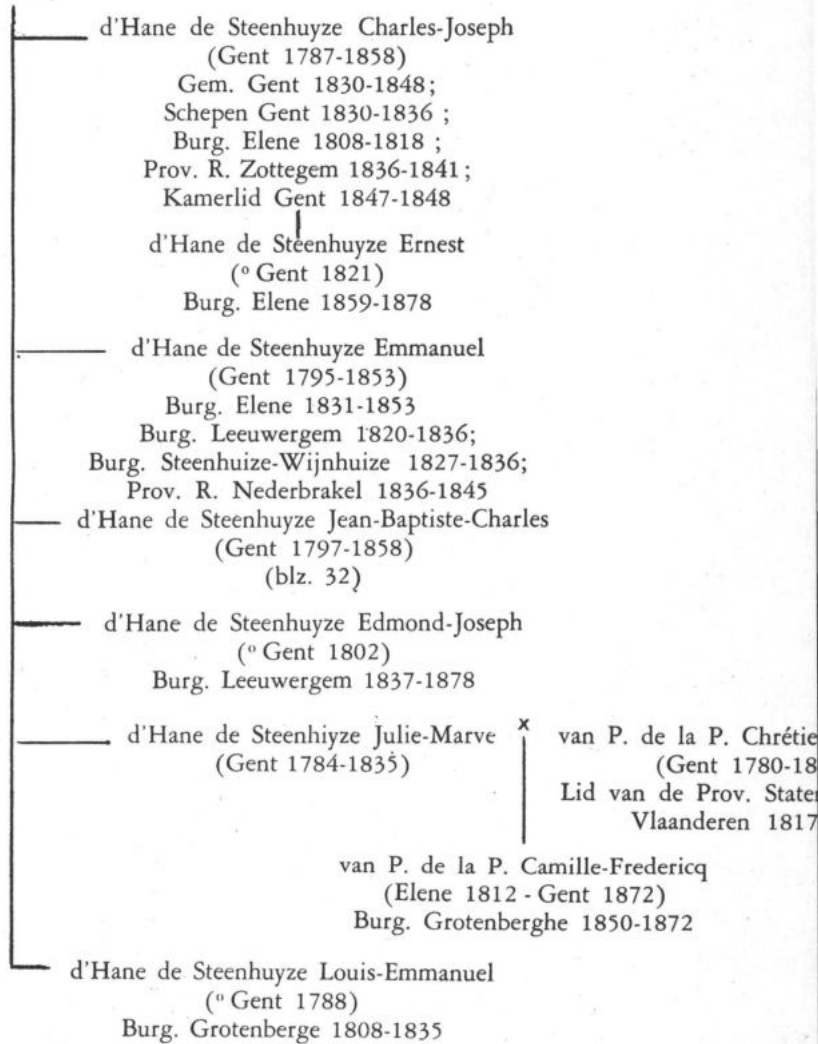 d'Hane de Steenhuyze Charles-Joseph
(Gent 1787-1858)
Gem. Gent 1830-1848;
Schepen Gent 1830-1836 ;
Burg. Elene 1808-1818 ;
Prov. R. Zottegem 1836-1841;
Kamerlid Gent 1847-1848
d'Hane de Steenhuyze Ernest
(º Gent 1821)
Burg. Elene 1859-1878
d'Hane de Steenhuyze Emmanuel
(Gent 1795-1853)
Burg. Elene 1831-1853
Burg. Leeuwergem 1820-1836;
Burg. Steenhuize-Wijnhuize 1827-1836;
Prov. R. Nederbrakel 1836-1845
d'Hane de Steenhuyze Jean-Baptiste-Charles
(Gent 1797-1858)
(blz. 32)
d'Hane de Steenhuyze Edmond-Joseph
(º Gent 1802)
Burg. Leeuwergem 1837-1878
d'Hane de Steenhiyze Julie-Marve x van P. de la P. Chrétie
(Gent 1784-1835) (Gent 1780-18
Lid van de Prov. State
Vlaanderen 1817
van P. de la P. Camille-Fredericq
(Elene 1812 - Gent 1872)
Burg. Grotenberghe 1850-1872
d'Hane de Steenhuyze Louis-Emmanuel
(º Gent 1788)
Burg. Grotenberge 1808-1835